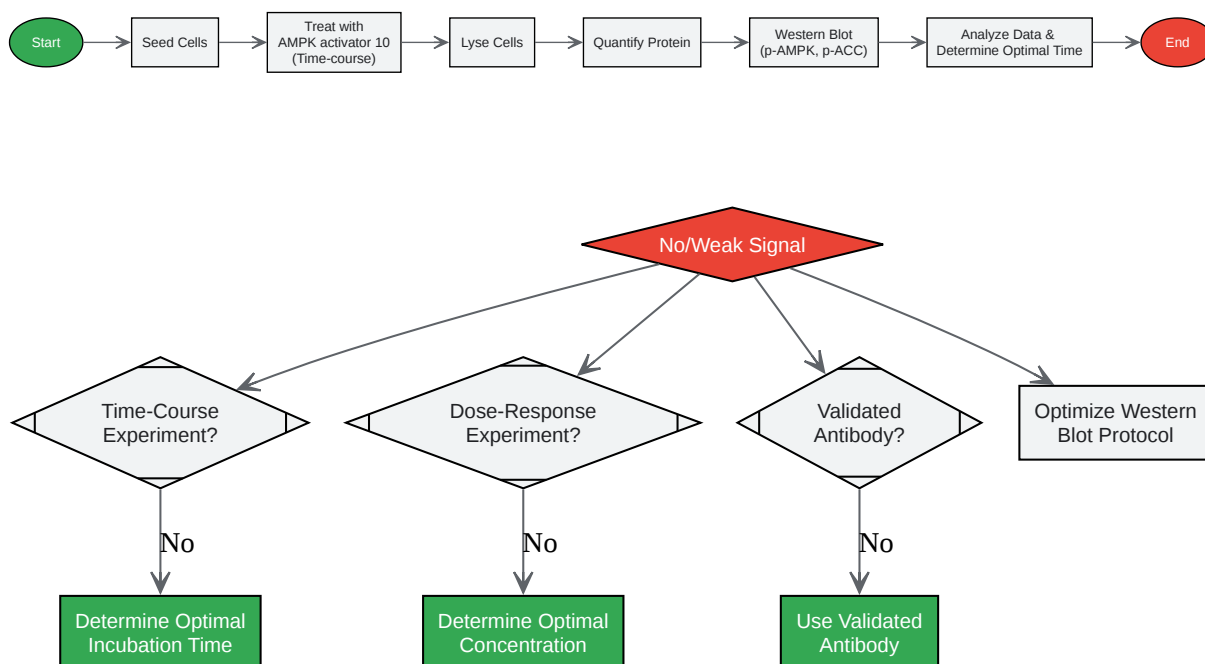 Start
Seed Cells
Treat with
AMPK activator 10
(Time-course)
Lyse Cells
Quantify Protein
Western Blot
(p-AMPK, p-ACC)
Analyze Data &
Determine Optimal Time
End
No/Weak Signal
Time-Course
Experiment?
Dose-Response
Experiment?
Validated
Antibody?
Optimize Western
Blot Protocol
No
No
No
Determine Optimal
Incubation Time
Determine Optimal
Concentration
Use Validated
Antibody